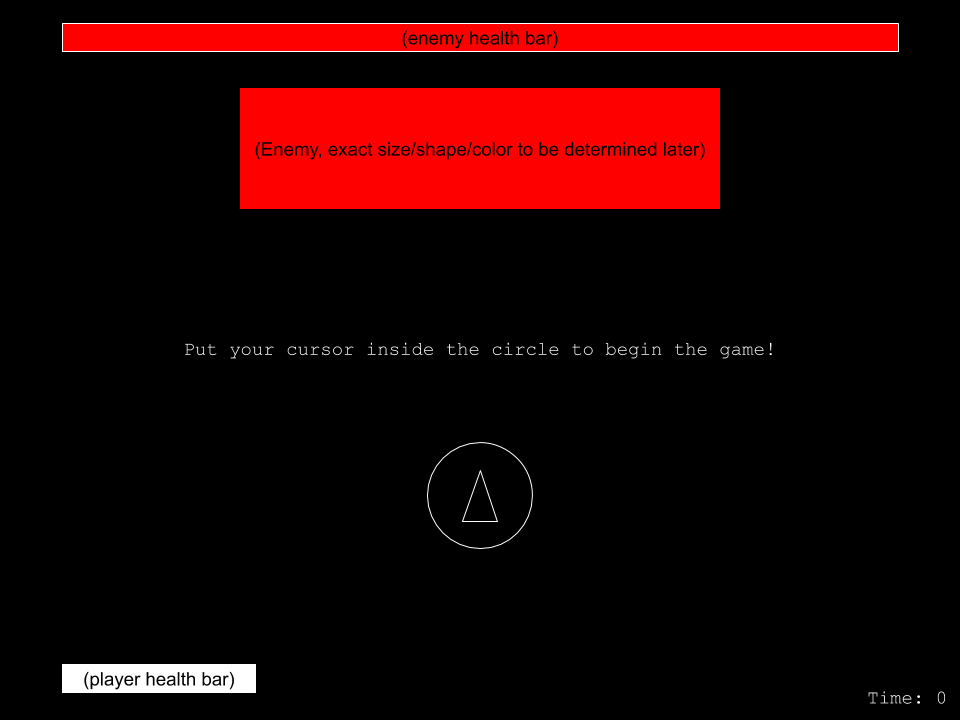 (enemy health bar)
(Enemy, exact size/shape/color to be determined later)
Put your cursor inside the circle to begin the game!
(player health bar)
Time: 0